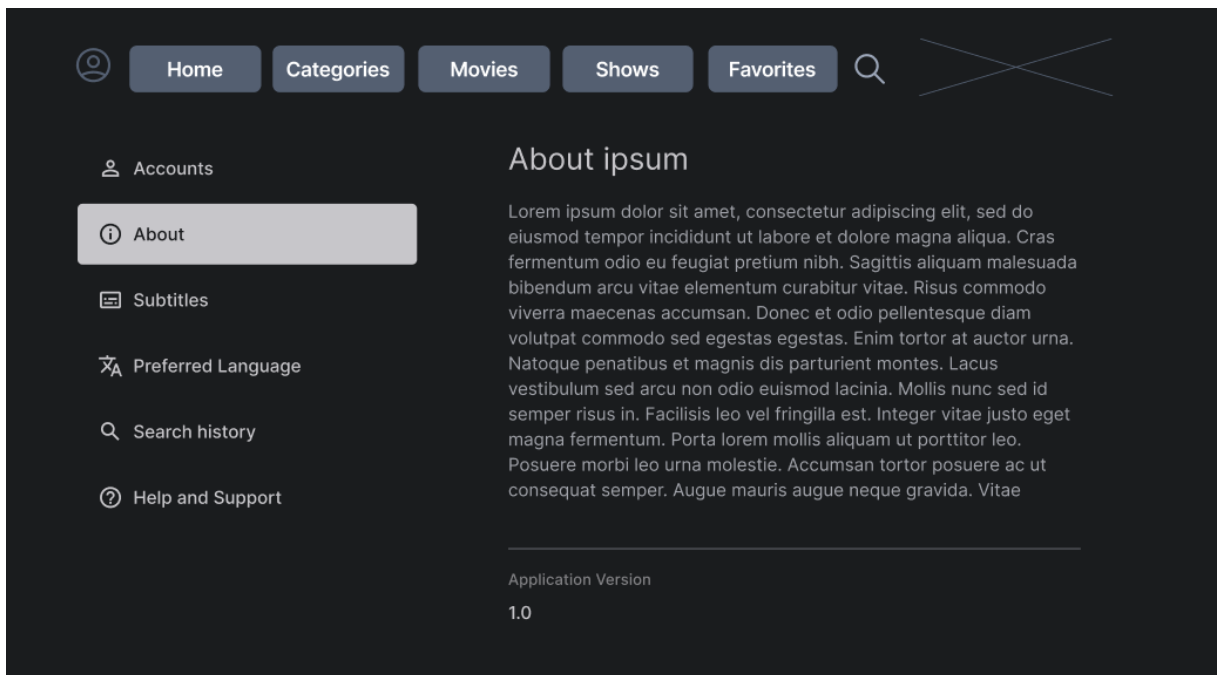 Home
Categories
Movies
Shows
Favorites
Accounts
About
Subtitles
Preferred Language
Search history
Help and Support
About ipsum
Lorem ipsum dolor sit amet, consectetur adipiscing elit, sed do
eiusmod tempor incididunt ut labore et dolore magna aliqua. Cras
fermentum odio eu feugiat pretium nibh. Sagittis aliquam malesuada
bibendum arcu vitae elementum curabitur vitae. Risus commodo
viverra maecenas accumsan. Donec et odio pellentesque diam
volutpat commodo sed egestas egestas. Enim tortor at auctor urna.
Natoque penatibus et magnis dis parturient montes. Lacus
vestibulum sed arcu non odio euismod lacinia. Mollis nunc sed id
semper risus in. Facilisis leo vel fringilla est. Integer vitae justo eget
magna fermentum. Porta lorem mollis aliquam ut porttitor leo.
Posuere morbi leo urna molestie. Accumsan tortor posuere ac ut
consequat semper. Augue mauris augue neque gravida. Vitae
Application Version
1.0